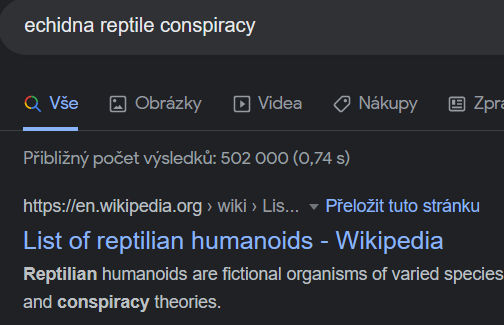 echidna reptile conspiracy
Vše Obrázky Videa Nákupy Zprá
Přibližný počet výsledků: 502 000 (0,74 s)
https://en.wikipedia.org › wiki › Lis... Přeložit tuto stránku
List of reptilian humanoids - Wikipedia
Reptilian humanoids are fictional organisms of varied species
and conspiracy theories.